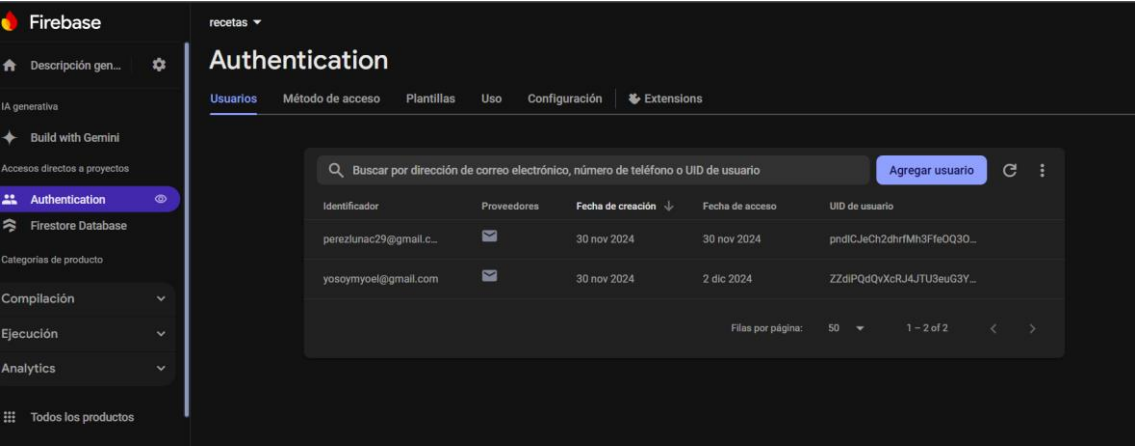 Firebase
Descripción gen...
IA generativa
Build with Gemini
Accesos directos a proyectos
Authentication
Firestore Database
Categorías de producto
Compilación
Ejecución
Analytics
Todos los productos
recetas
Authentication
Usuarios Método de acceso Plantillas Uso Configuración Extensions
Buscar por dirección de correo electrónico, número de teléfono o UID de usuario Agregar usuario
Identificador Proveedores Fecha de creación Fecha de acceso UID de usuario
perezlunac29@gmail.c... 30 nov 2024 30 nov 2024 pndICJeCh2dhrfMh3FfeOQ3O...
yosoymyoel@gmail.com 30 nov 2024 2 dic 2024 ZZdiPQdQvXcRJ4JTU3euG3Y...
Filas por página: 50 1 – 2 of 2